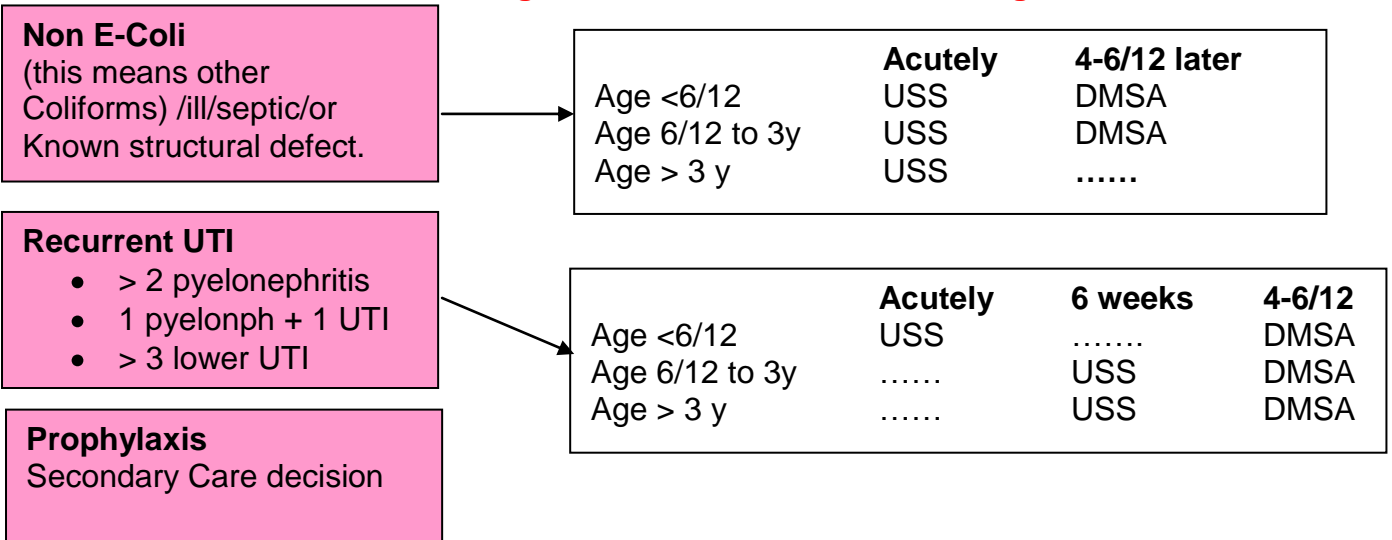 Non E-Coli
(this means other
Coliforms) /ill/septic/or
Known structural defect.
Acutely 4-6/12 later
Age <6/12 USS DMSA
Age 6/12 to 3y USS DMSA
Age > 3 y USS ......
Recurrent UTI
• > 2 pyelonephritis
• 1 pyelonph + 1 UTI
• > 3 lower UTI
Acutely 6 weeks 4-6/12
Age <6/12 USS ....... DMSA
Age 6/12 to 3y ...... USS DMSA
Age > 3 y ...... USS DMSA
Prophylaxis
Secondary Care decision